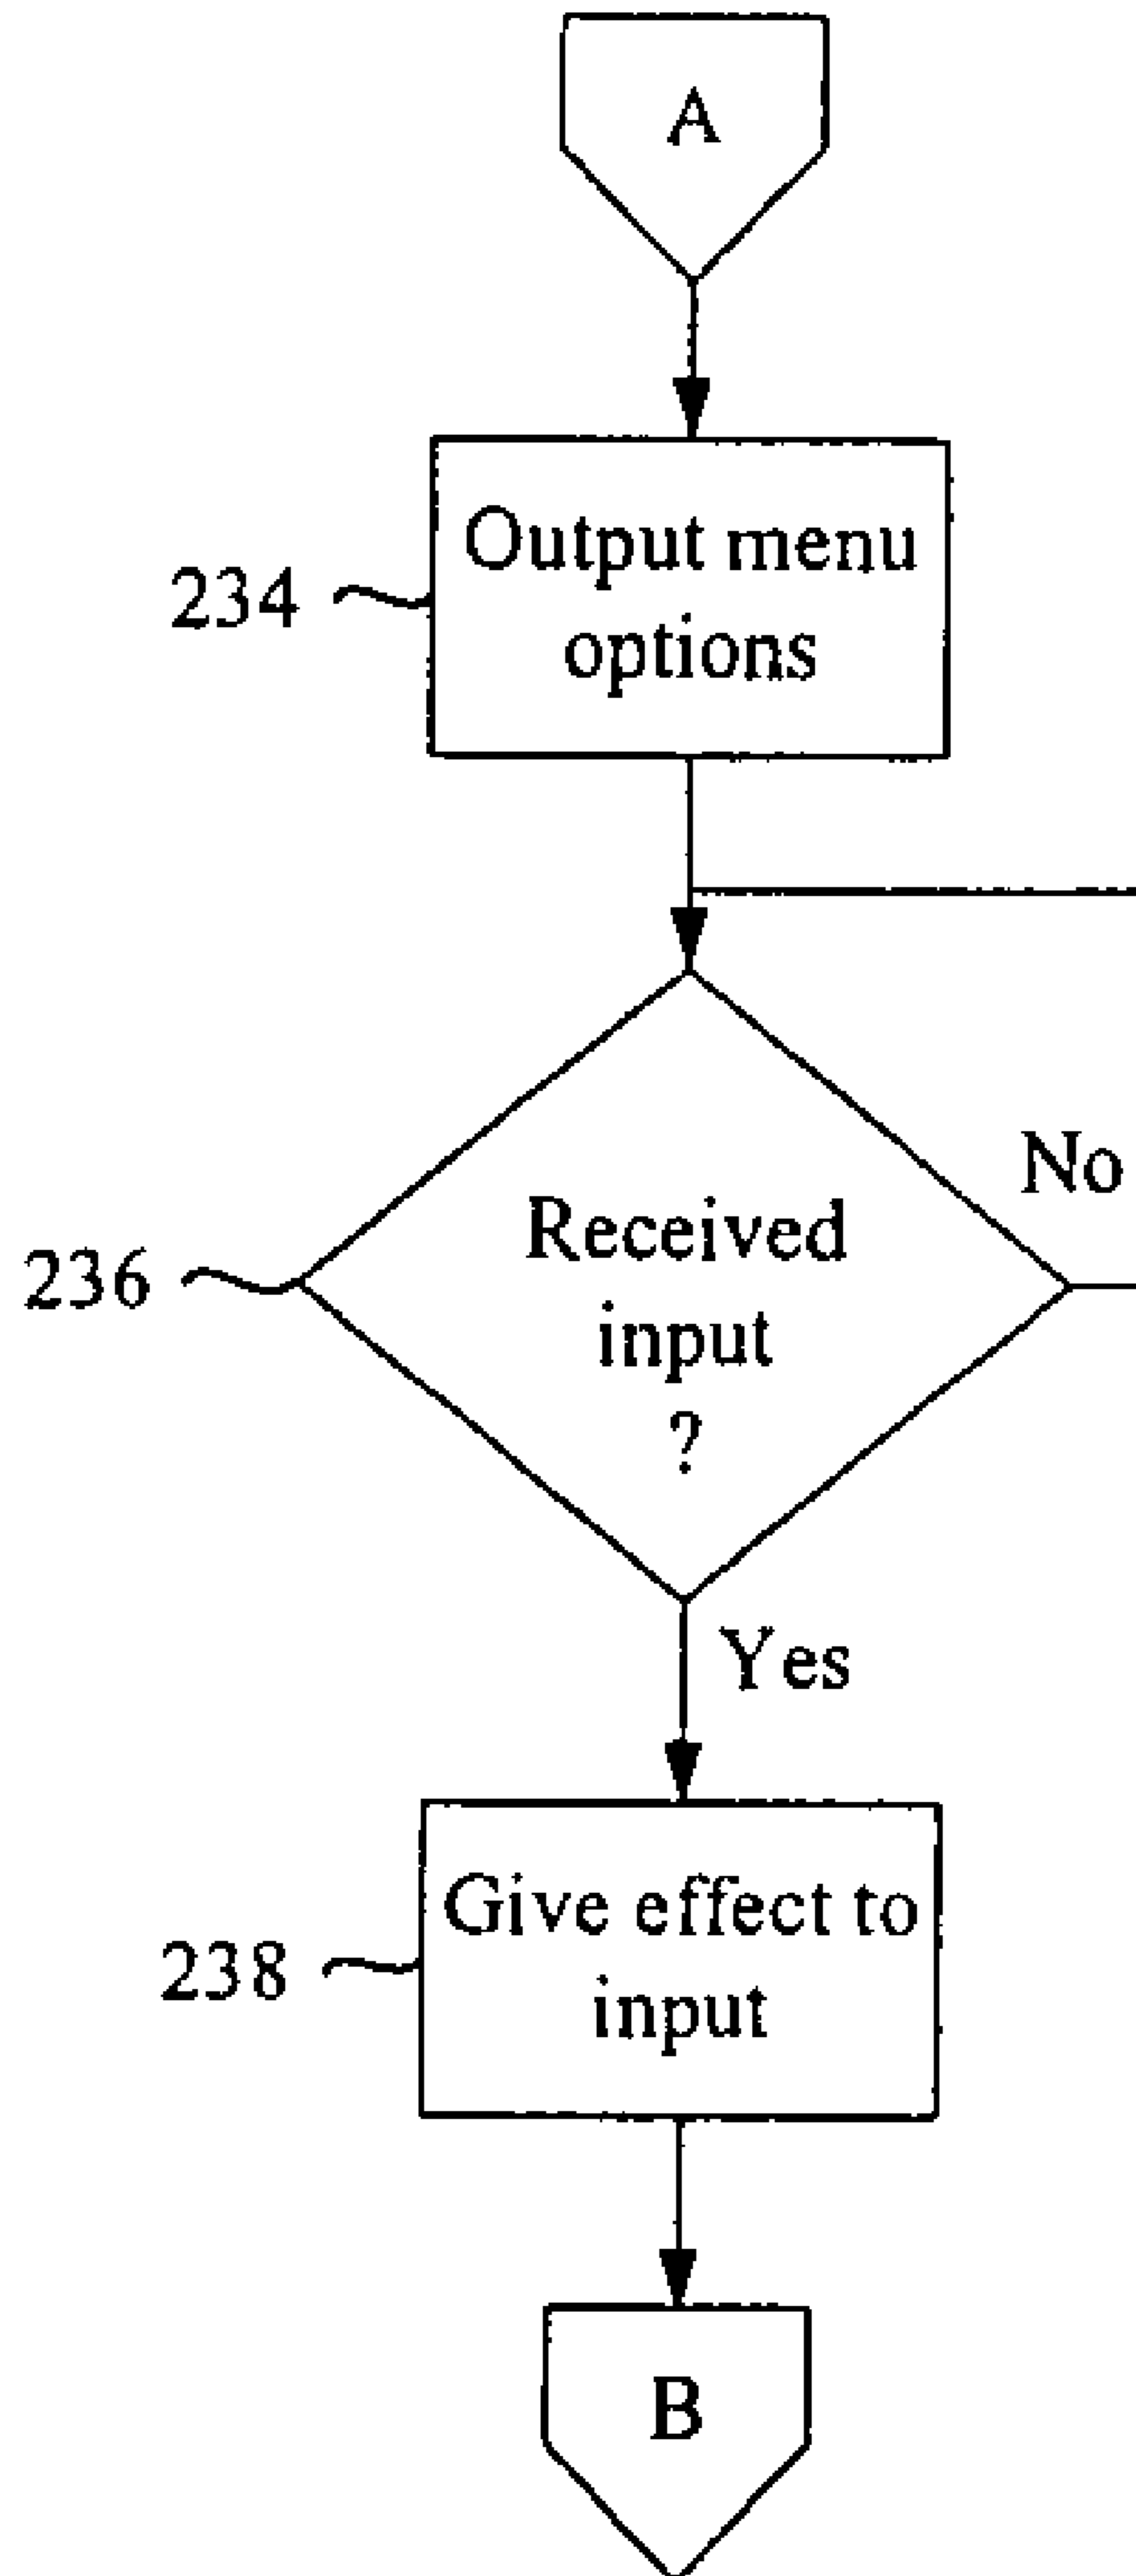 A
Output menu
options
234
No
Received
input
?
236
Yes
Give effect to
input
238
B